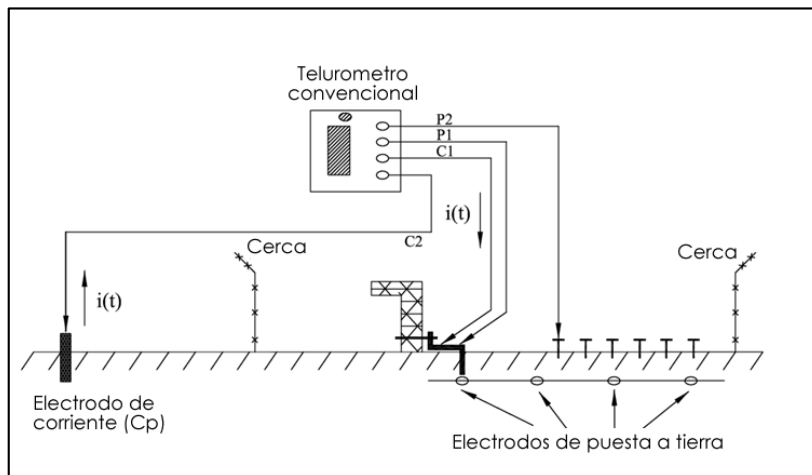 Telurometro
convencional
P2
P1
C1
i(t)
C2
Cerca
Cerca
i(t)
Electrodo de
corriente (Cp)
Electrodos de puesta a tierra